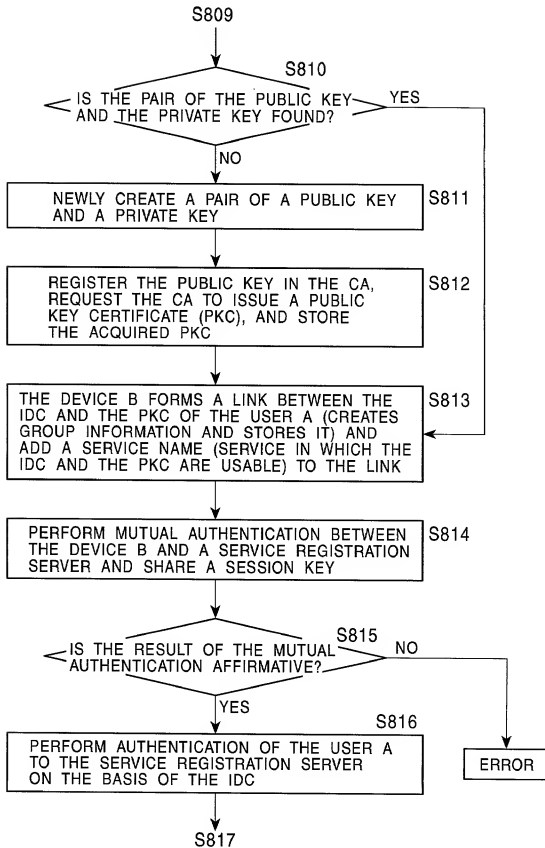 S809
S810
IS THE PAIR OF THE PUBLIC KEY
AND THE PRIVATE KEY FOUND?
YES
NO
NEWLY CREATE A PAIR OF A PUBLIC KEY
AND A PRIVATE KEY
S811
REGISTER THE PUBLIC KEY IN THE CA,
REQUEST THE CA TO ISSUE A PUBLIC
KEY CERTIFICATE (PKC), AND STORE
THE ACQUIRED PKC
S812
THE DEVICE B FORMS A LINK BETWEEN THE
IDC AND THE PKC OF THE USER A (CREATES
GROUP INFORMATION AND STORES IT) AND
ADD A SERVICE NAME (SERVICE IN WHICH THE
IDC AND THE PKC ARE USABLE) TO THE LINK
S813
PERFORM MUTUAL AUTHENTICATION BETWEEN
THE DEVICE B AND A SERVICE REGISTRATION
SERVER AND SHARE A SESSION KEY
S814
S815
IS THE RESULT OF THE MUTUAL
AUTHENTICATION AFFIRMATIVE?
NO
YES
S816
PERFORM AUTHENTICATION OF THE USER A
TO THE SERVICE REGISTRATION SERVER
ON THE BASIS OF THE IDC
ERROR
S817